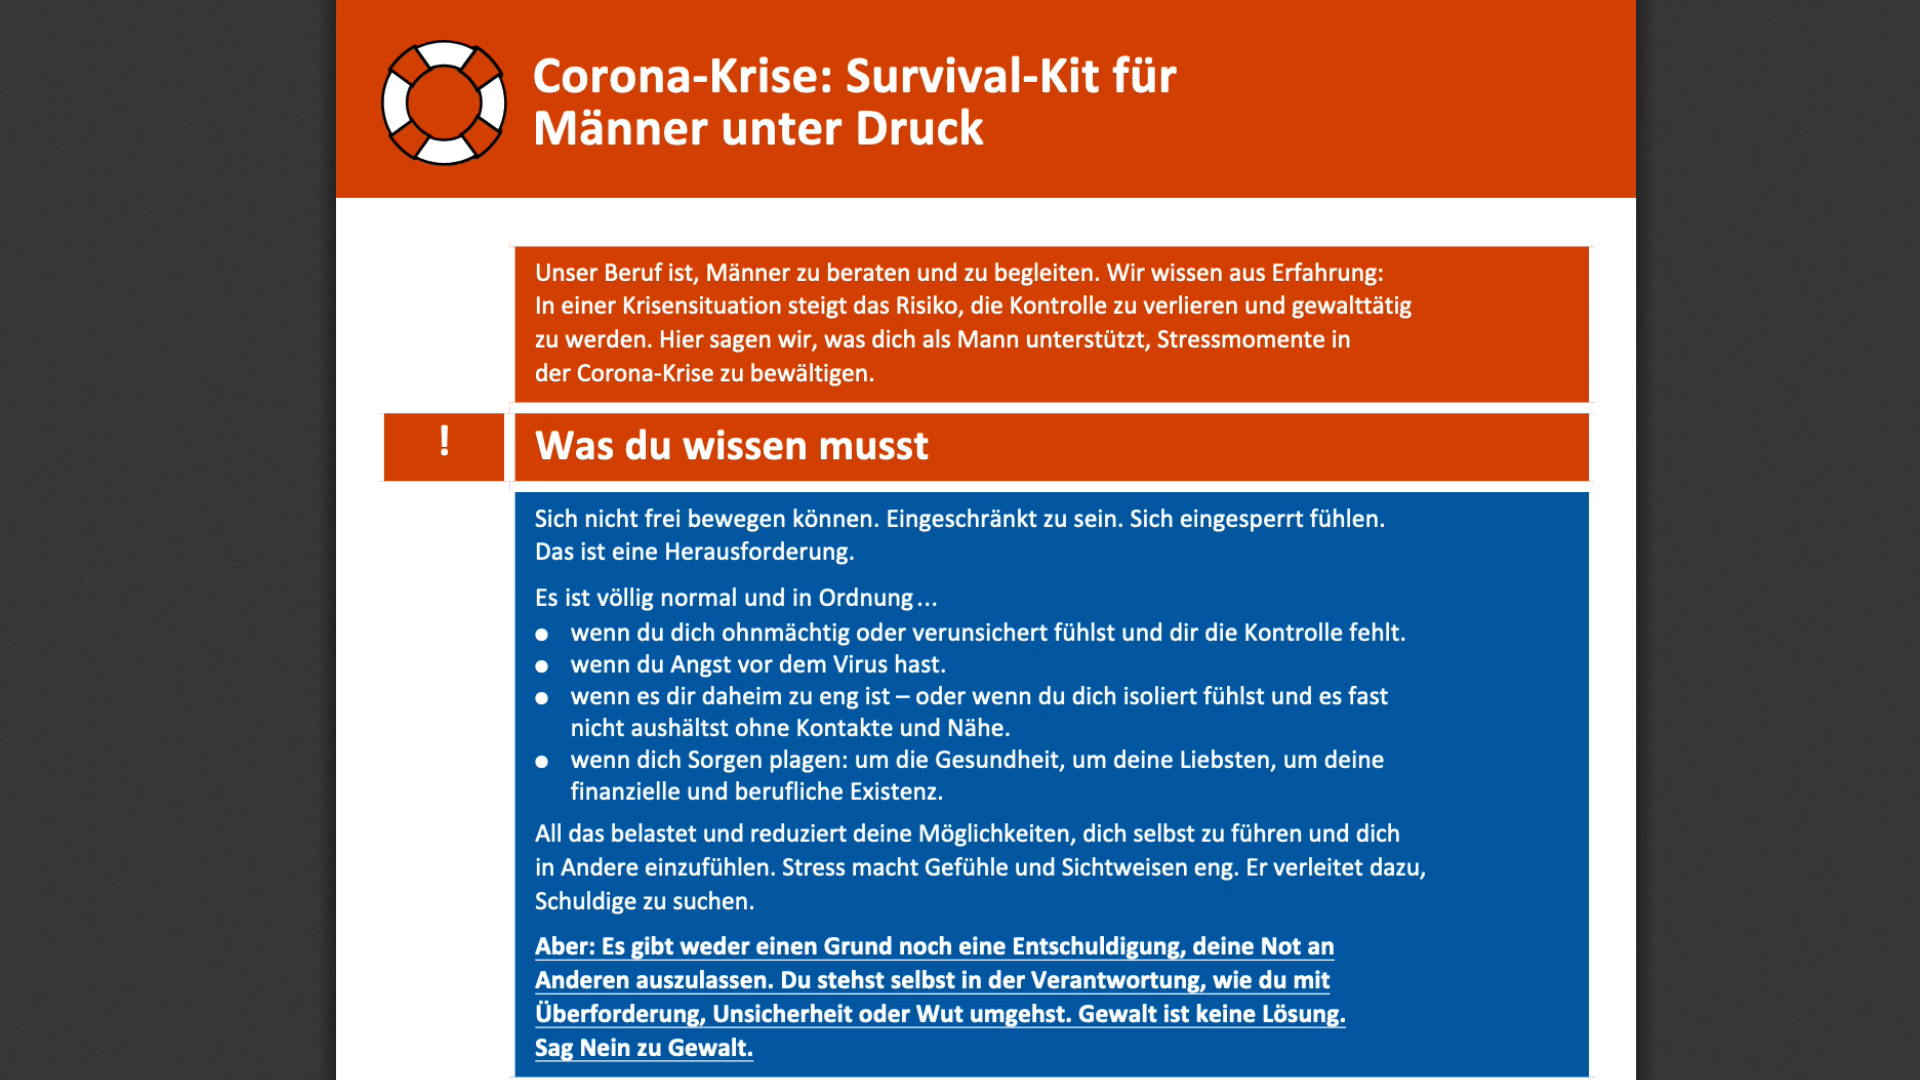 Corona-Krise: Survival-Kit für
Männer unter Druck
Unser Beruf ist, Männer zu beraten und zu begleiten. Wir wissen aus Erfahrung:
In einer Krisensituation steigt das Risiko, die Kontrolle zu verlieren und gewalttätig
zu werden. Hier sagen wir, was dich als Mann unterstützt, Stressmomente in
der Corona-Krise zu bewältigen.
! Was du wissen musst
Sich nicht frei bewegen können. Eingeschränkt zu sein. Sich eingesperrt fühlen.
Das ist eine Herausforderung.
Es ist völlig normal und in Ordnung…
● wenn du dich ohnmächtig oder verunsichert fühlst und dir die Kontrolle fehlt.
● wenn du Angst vor dem Virus hast.
● wenn es dir daheim zu eng ist – oder wenn du dich isoliert fühlst und es fast
nicht aushältst ohne Kontakte und Nähe.
● wenn dich Sorgen plagen: um die Gesundheit, um deine Liebsten, um deine
finanzielle und berufliche Existenz.
All das belastet und reduziert deine Möglichkeiten, dich selbst zu führen und dich
in Andere einzufühlen. Stress macht Gefühle und Sichtweisen eng. Er verleitet dazu,
Schuldige zu suchen.
Aber: Es gibt weder einen Grund noch eine Entschuldigung, deine Not an
Anderen auszulassen. Du stehst selbst in der Verantwortung, wie du mit
Überforderung, Unsicherheit oder Wut umgehst. Gewalt ist keine Lösung.
Sag Nein zu Gewalt.